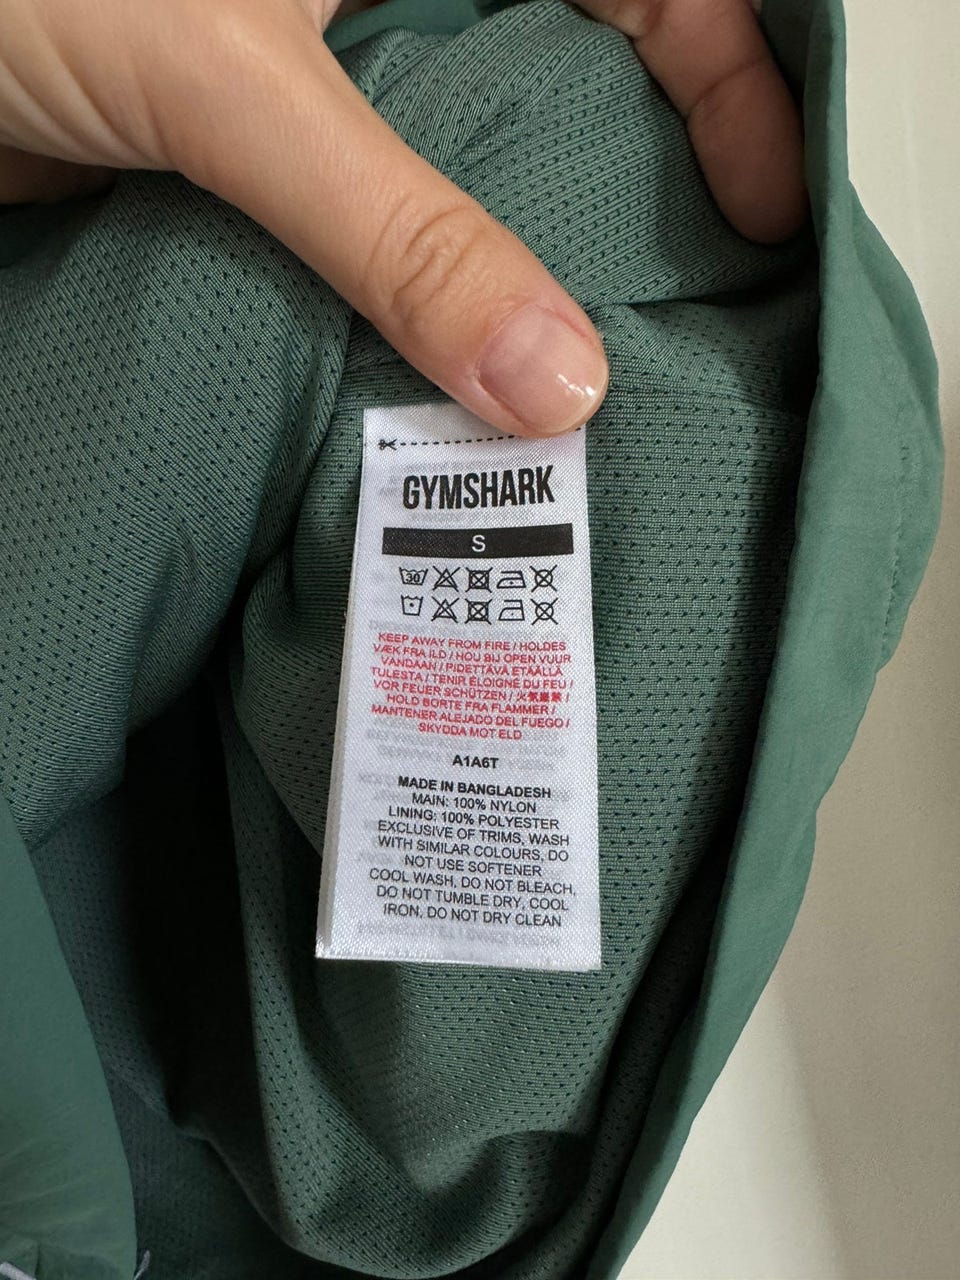 GYMSHARK
S
30
KEEP AWAY FROM FIRE / HOLDES
VÆK FRA ILD / HOU BIJ OPEN VUUR
VANDAAN / PIDETTÄVÄ ETÄÄLLÄ
TULESTA / TENIR ÉLOIGNÉ DU FEU /
VOR FEUER SCHÜTZEN / 火気厳禁 /
HOLD BORTE FRA FLAMMER /
MANTENER ALEJADO DEL FUEGO /
SKYDDA MOT ELD
A1A6T
MADE IN BANGLADESH
MAIN: 100% NYLON
LINING: 100% POLYESTER
EXCLUSIVE OF TRIMS, WASH
WITH SIMILAR COLOURS, DO
NOT USE SOFTENER
COOL WASH, DO NOT BLEACH,
DO NOT TUMBLE DRY, COOL
IRON, DO NOT DRY CLEAN